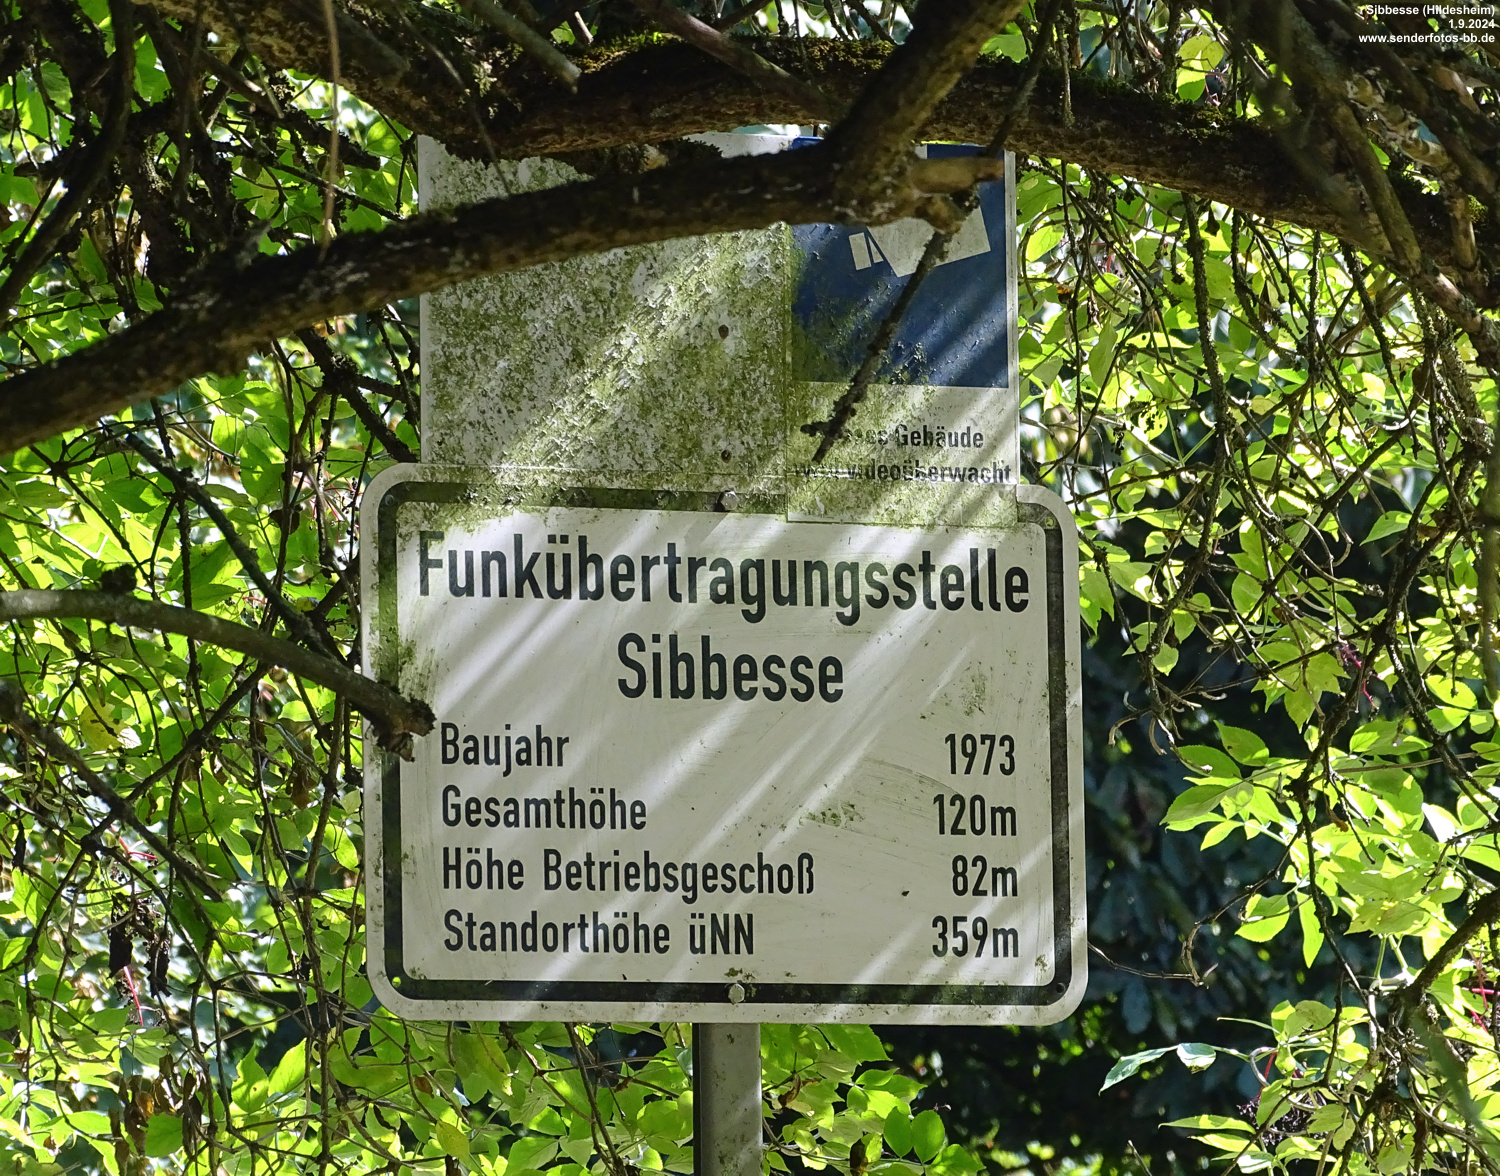 Sibbesse (Hildesheim)
1.9.2024
www.senderfotos-bb.de
Gebäude
videoüberwacht
Funkübertragungsstelle
Sibbesse
Baujahr 1973
Gesamthöhe 120m
Höhe Betriebsgeschoß 82m
Standorthöhe üNN 359m